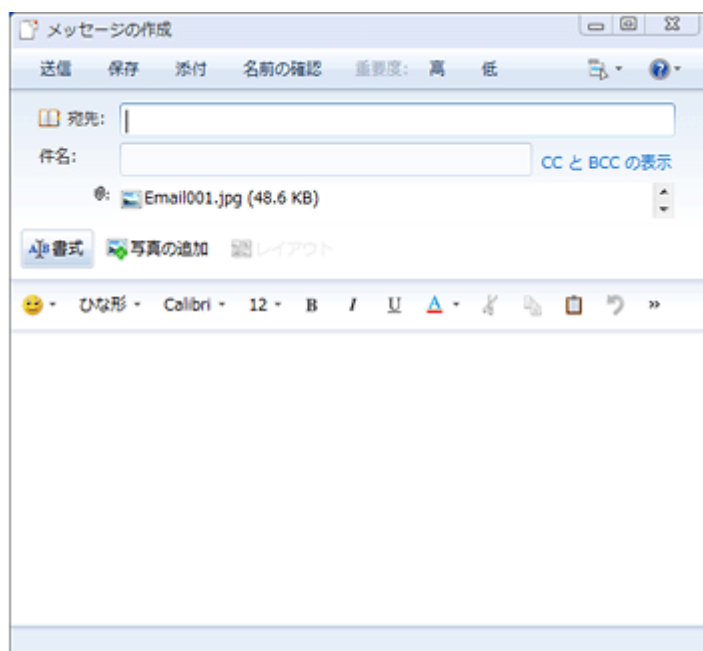 メッセージの作成
送信 保存 添付 名前の確認 重要度: 高 低
宛先:
件名: CC と BCC の表示
Email001.jpg (48.6 KB)
書式 写真の追加 レイアウト
ひな形 Calibri 12 B I U A »